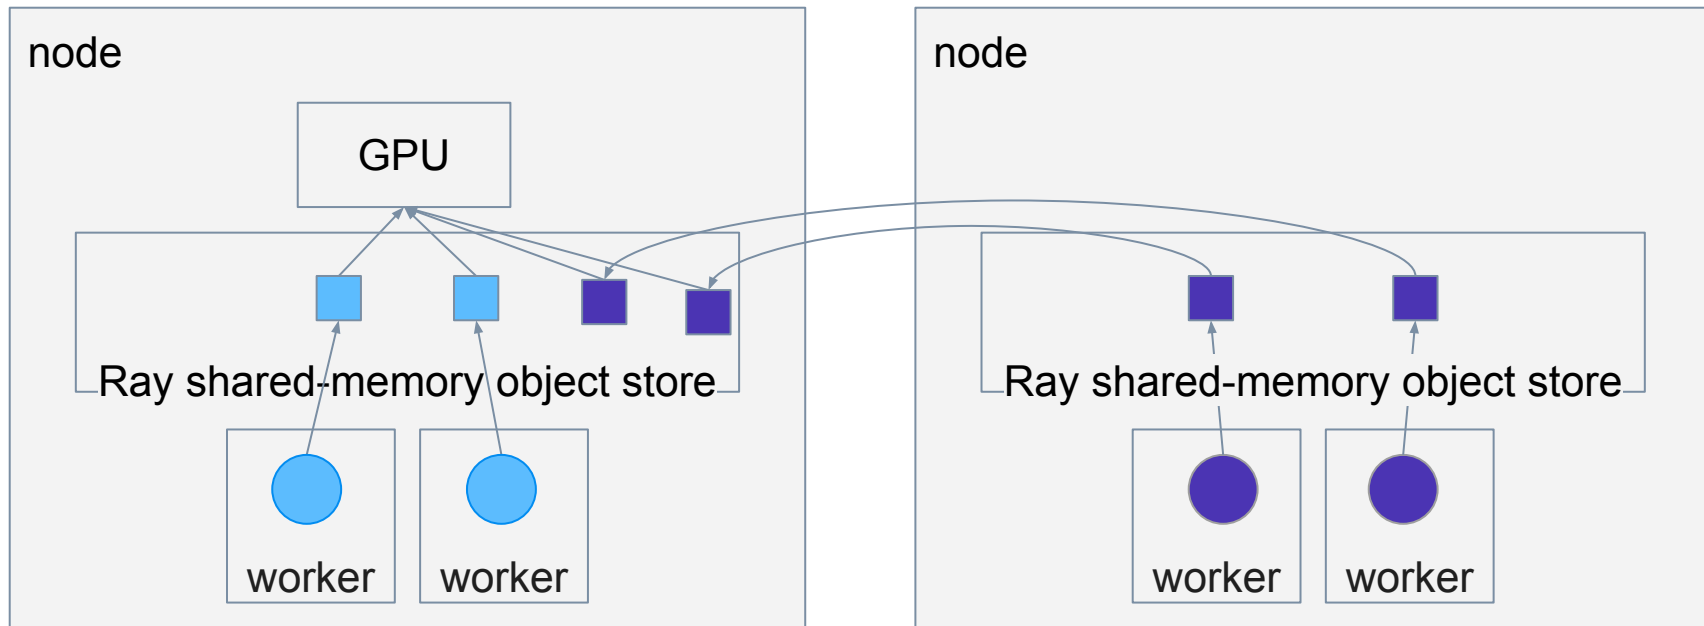 node
node
GPU
Ray shared-memory object store
Ray shared-memory object store
worker
worker
worker
worker